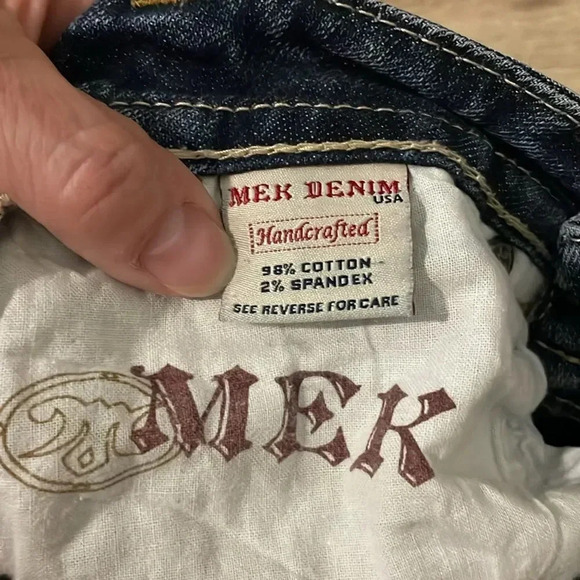 MEK DENIM
USA
Handcrafted
98% COTTON
2% SPANDEX
SEE REVERSE FOR CARE
MEK